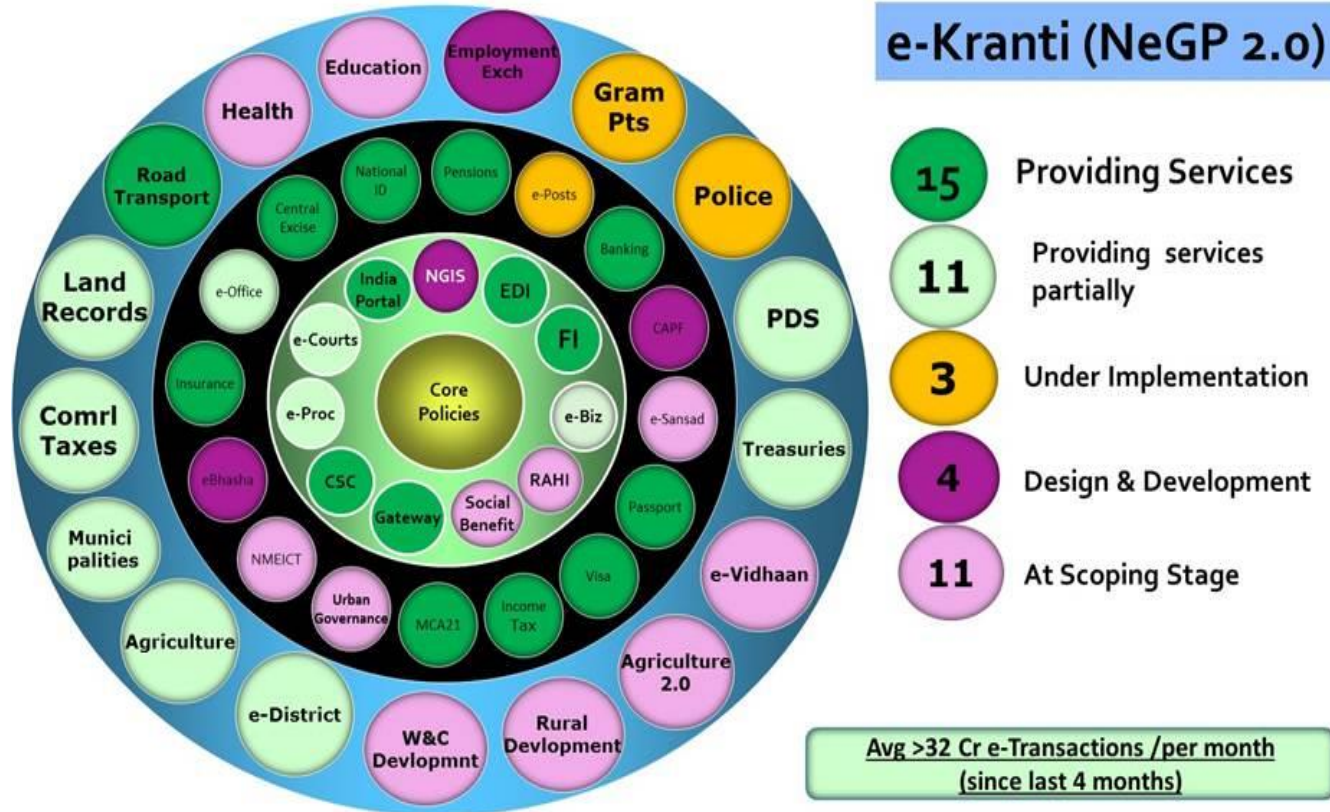 e-Kranti (NeGP 2.0)
15 Providing Services
11 Providing services
partially
3 Under Implementation
4 Design & Development
11 At Scoping Stage
Avg >32 Cr e-Transactions /per month
(since last 4 months)
Employment
Exch
Gram
Pts
Police
PDS
Treasuries
e-Vidhaan
Agriculture
2.0
Rural
Devlopment
W&C
Devlopmnt
e-District
Agriculture
Munici
palities
Comrl
Taxes
Land
Records
Road
Transport
Health
Education
Pensions
e-Posts
Banking
CAPF
e-Sansad
Passport
Visa
Income
Tax
MCA21
Urban
Governance
NMEICT
eBhasha
Insurance
e-Office
Central
Excise
National
ID
NGIS
EDI
FI
e-Biz
RAHI
Social
Benefit
Gateway
CSC
e-Proc
e-Courts
India
Portal
Core
Policies